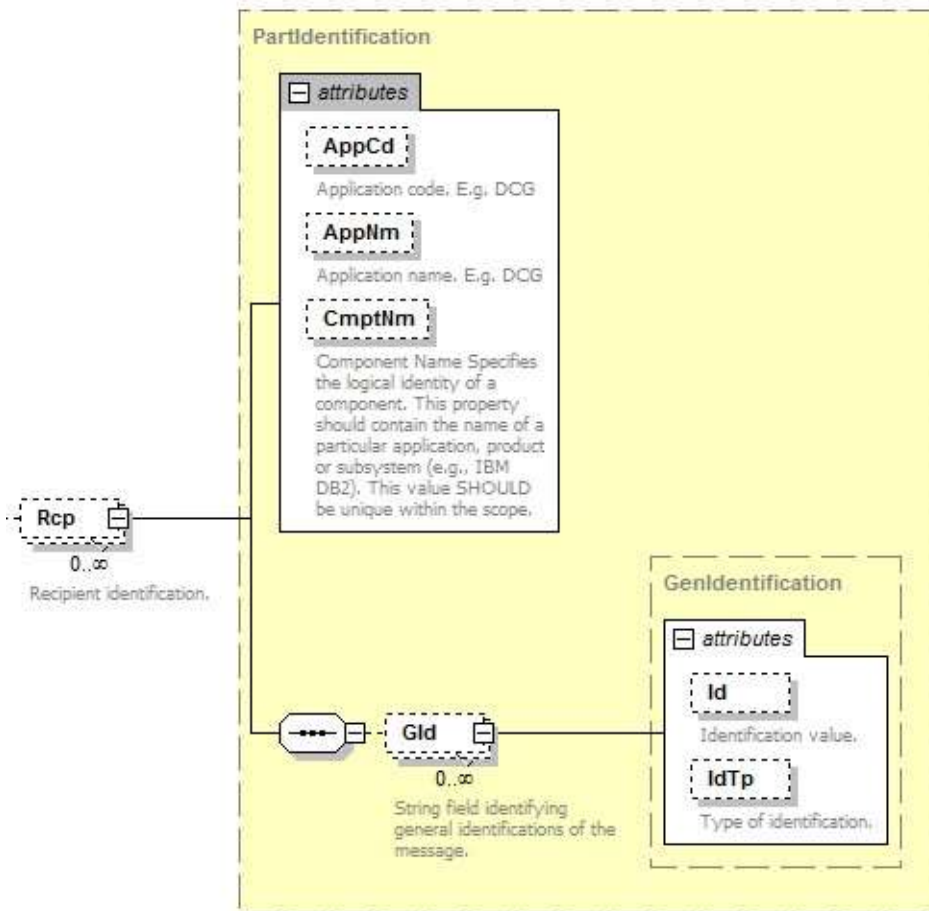 PartIdentification
attributes
AppCd
Application code. E.g. DCG
AppNm
Application name. E.g. DCG
CmptNm
Component Name Specifies
the logical identity of a
component. This property
should contain the name of a
particular application, product
or subsystem (e.g., IBM
DB2). This value SHOULD
be unique within the scope.
Rcp
0..∞
Recipient identification.
GenIdentification
attributes
Id
Identification value.
IdTp
Type of identification.
GId
0..∞
String field identifying
general identifications of the
message.